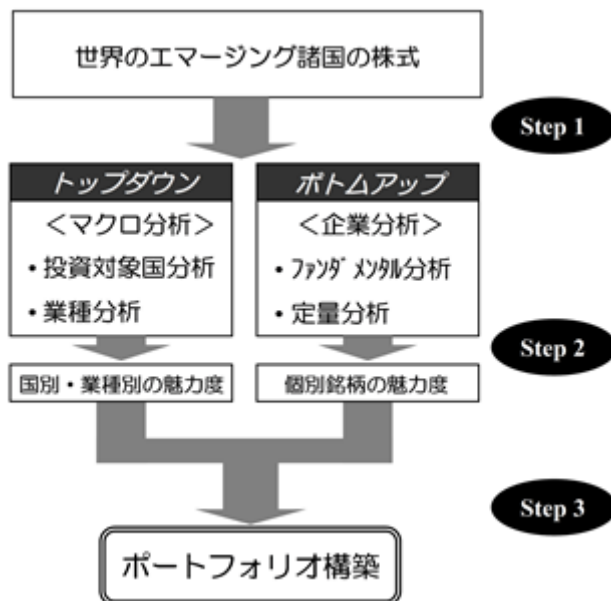 世界のエマージング諸国の株式
Step 1
トップダウン
<マクロ分析>
・投資対象国分析
・業種分析
ボトムアップ
<企業分析>
・ファンダメンタル分析
・定量分析
Step 2
国別・業種別の魅力度
個別銘柄の魅力度
Step 3
ポートフォリオ構築